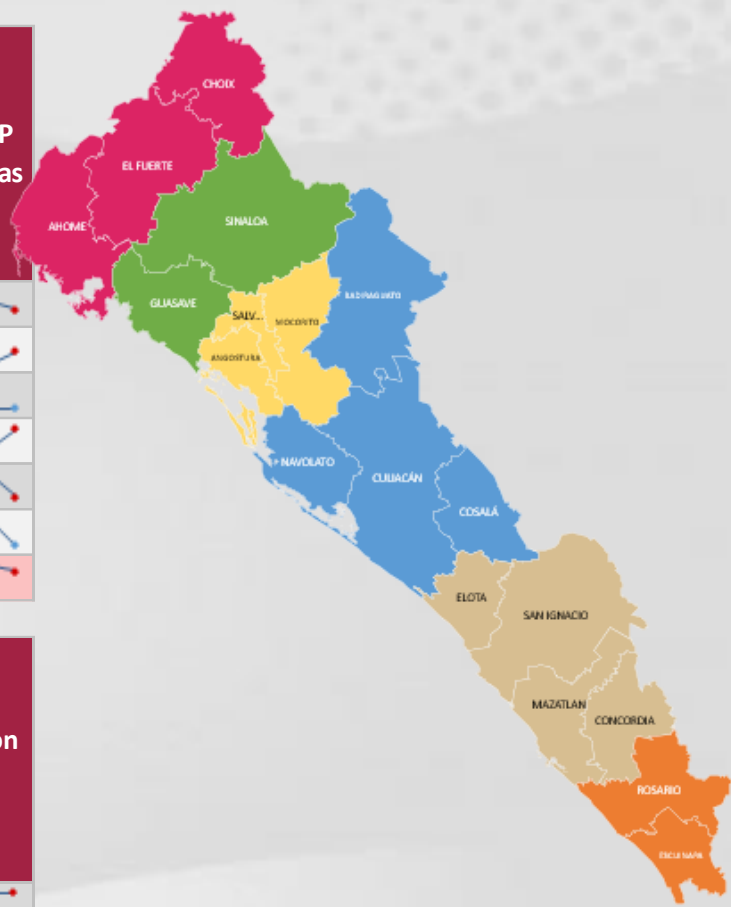 P
as
on
CHOIX
EL FUERTE
AHOME
SINALOA
GUASAVE
BADIRAGUATO
SALV...
MOCORITO
ANGOSTURA
NAVOLATO
CULIACÁN
COSALÁ
ELOTA
SAN IGNACIO
MAZATLAN
CONCORDIA
ROSARIO
ESCUINAPA